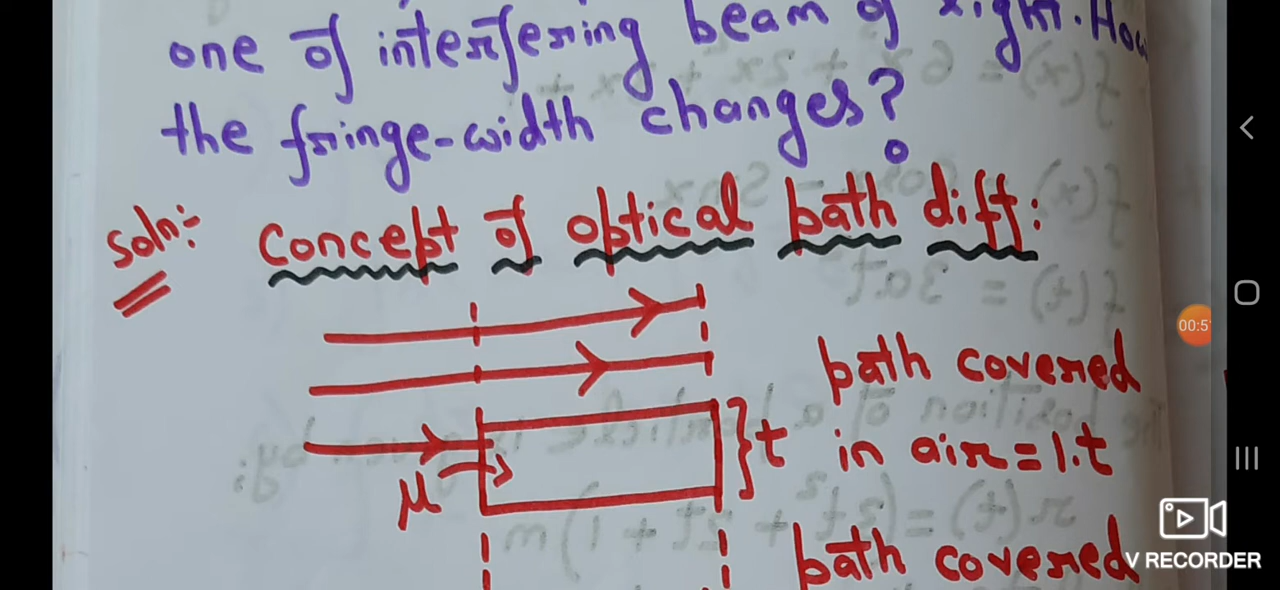 one of interfering beam of light. How
the fringe-width changes?
Soln:-
Concept of optical path diff:
path covered
in air = 1.t
t
μ
path covered
00:51
V RECORDER